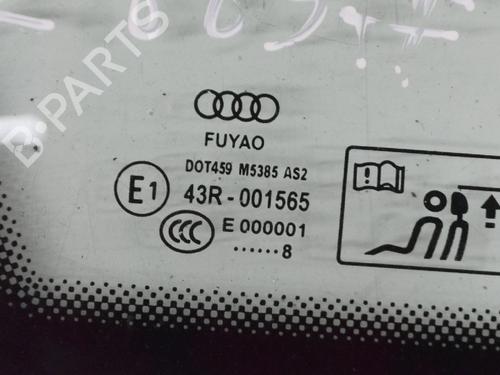 B-PARTS
FUYAO
DOT459 M5385 AS2
E1 43R-001565
CCC E 000001
......8